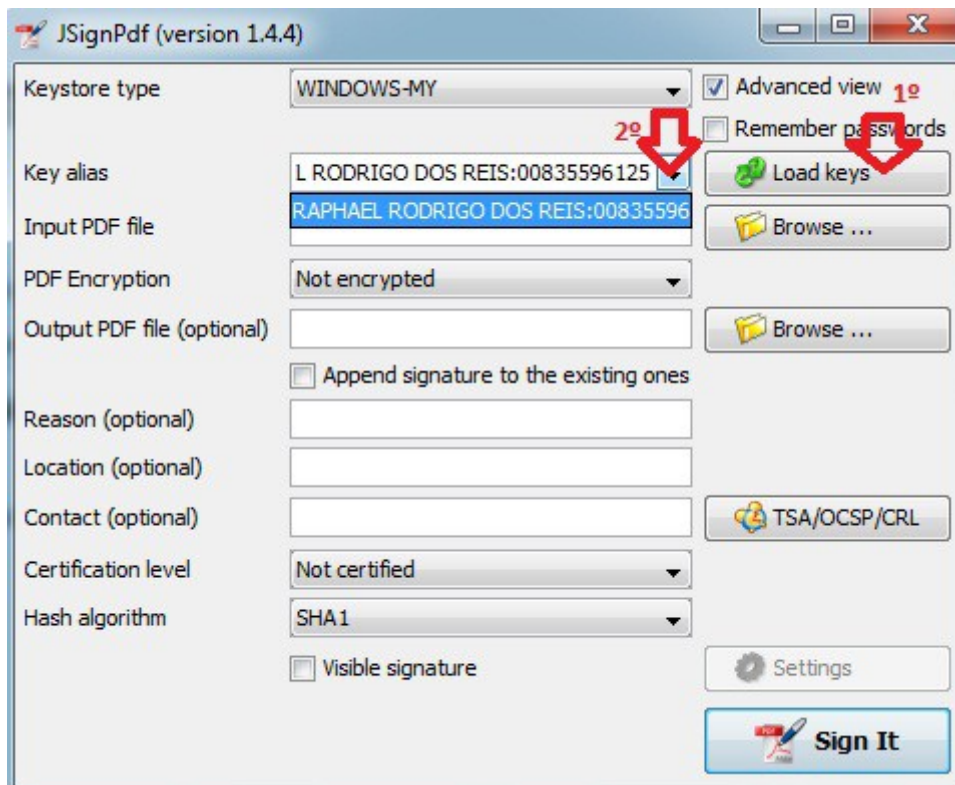 JSignPdf (version 1.4.4)
Keystore type WINDOWS-MY Advanced view 1º
2º Remember passwords
Key alias L RODRIGO DOS REIS:00835596125 Load keys
RAPHAEL RODRIGO DOS REIS:00835596
Input PDF file Browse ...
PDF Encryption Not encrypted
Output PDF file (optional) Browse ...
Append signature to the existing ones
Reason (optional)
Location (optional)
Contact (optional) TSA/OCSP/CRL
Certification level Not certified
Hash algorithm SHA1
Visible signature Settings
Sign It